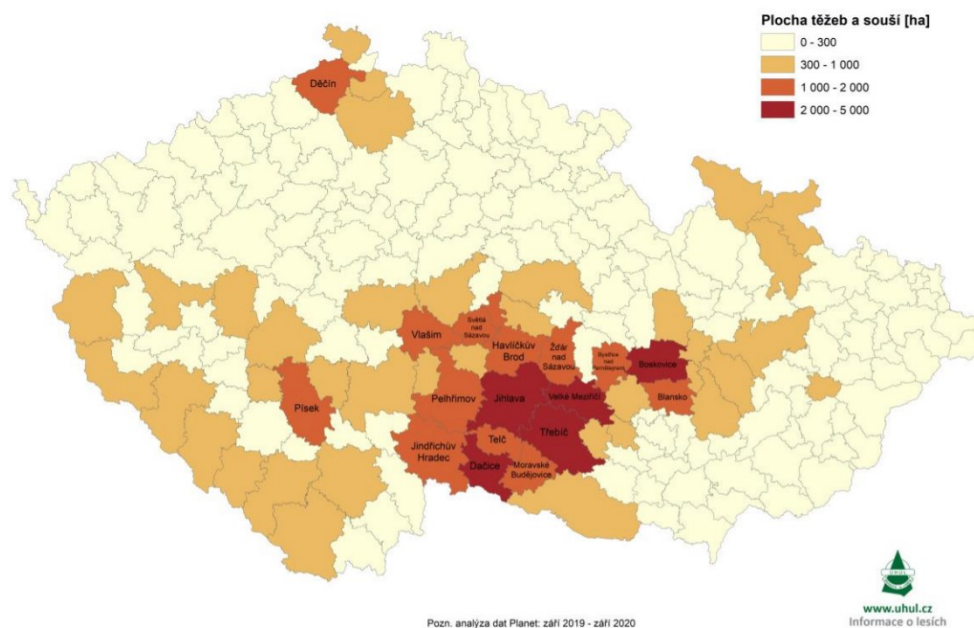 Plocha těžeb a souší [ha]
0 - 300
300 - 1 000
1 000 - 2 000
2 000 - 5 000
Děčín
Vlašim
Světlá
nad
Sázavou
Havlíčkův
Brod
Žďár
nad
Sázavou
Bystřice
nad
Pernštejnem
Boskovice
Blansko
Písek
Pelhřimov
Jihlava
Velké Meziříčí
Třebíč
Jindřichův
Hradec
Telč
Dačice
Moravské
Budějovice
ÚHÚL
www.uhul.cz
Informace o lesích
Pozn. analýza dat Planet: září 2019 - září 2020